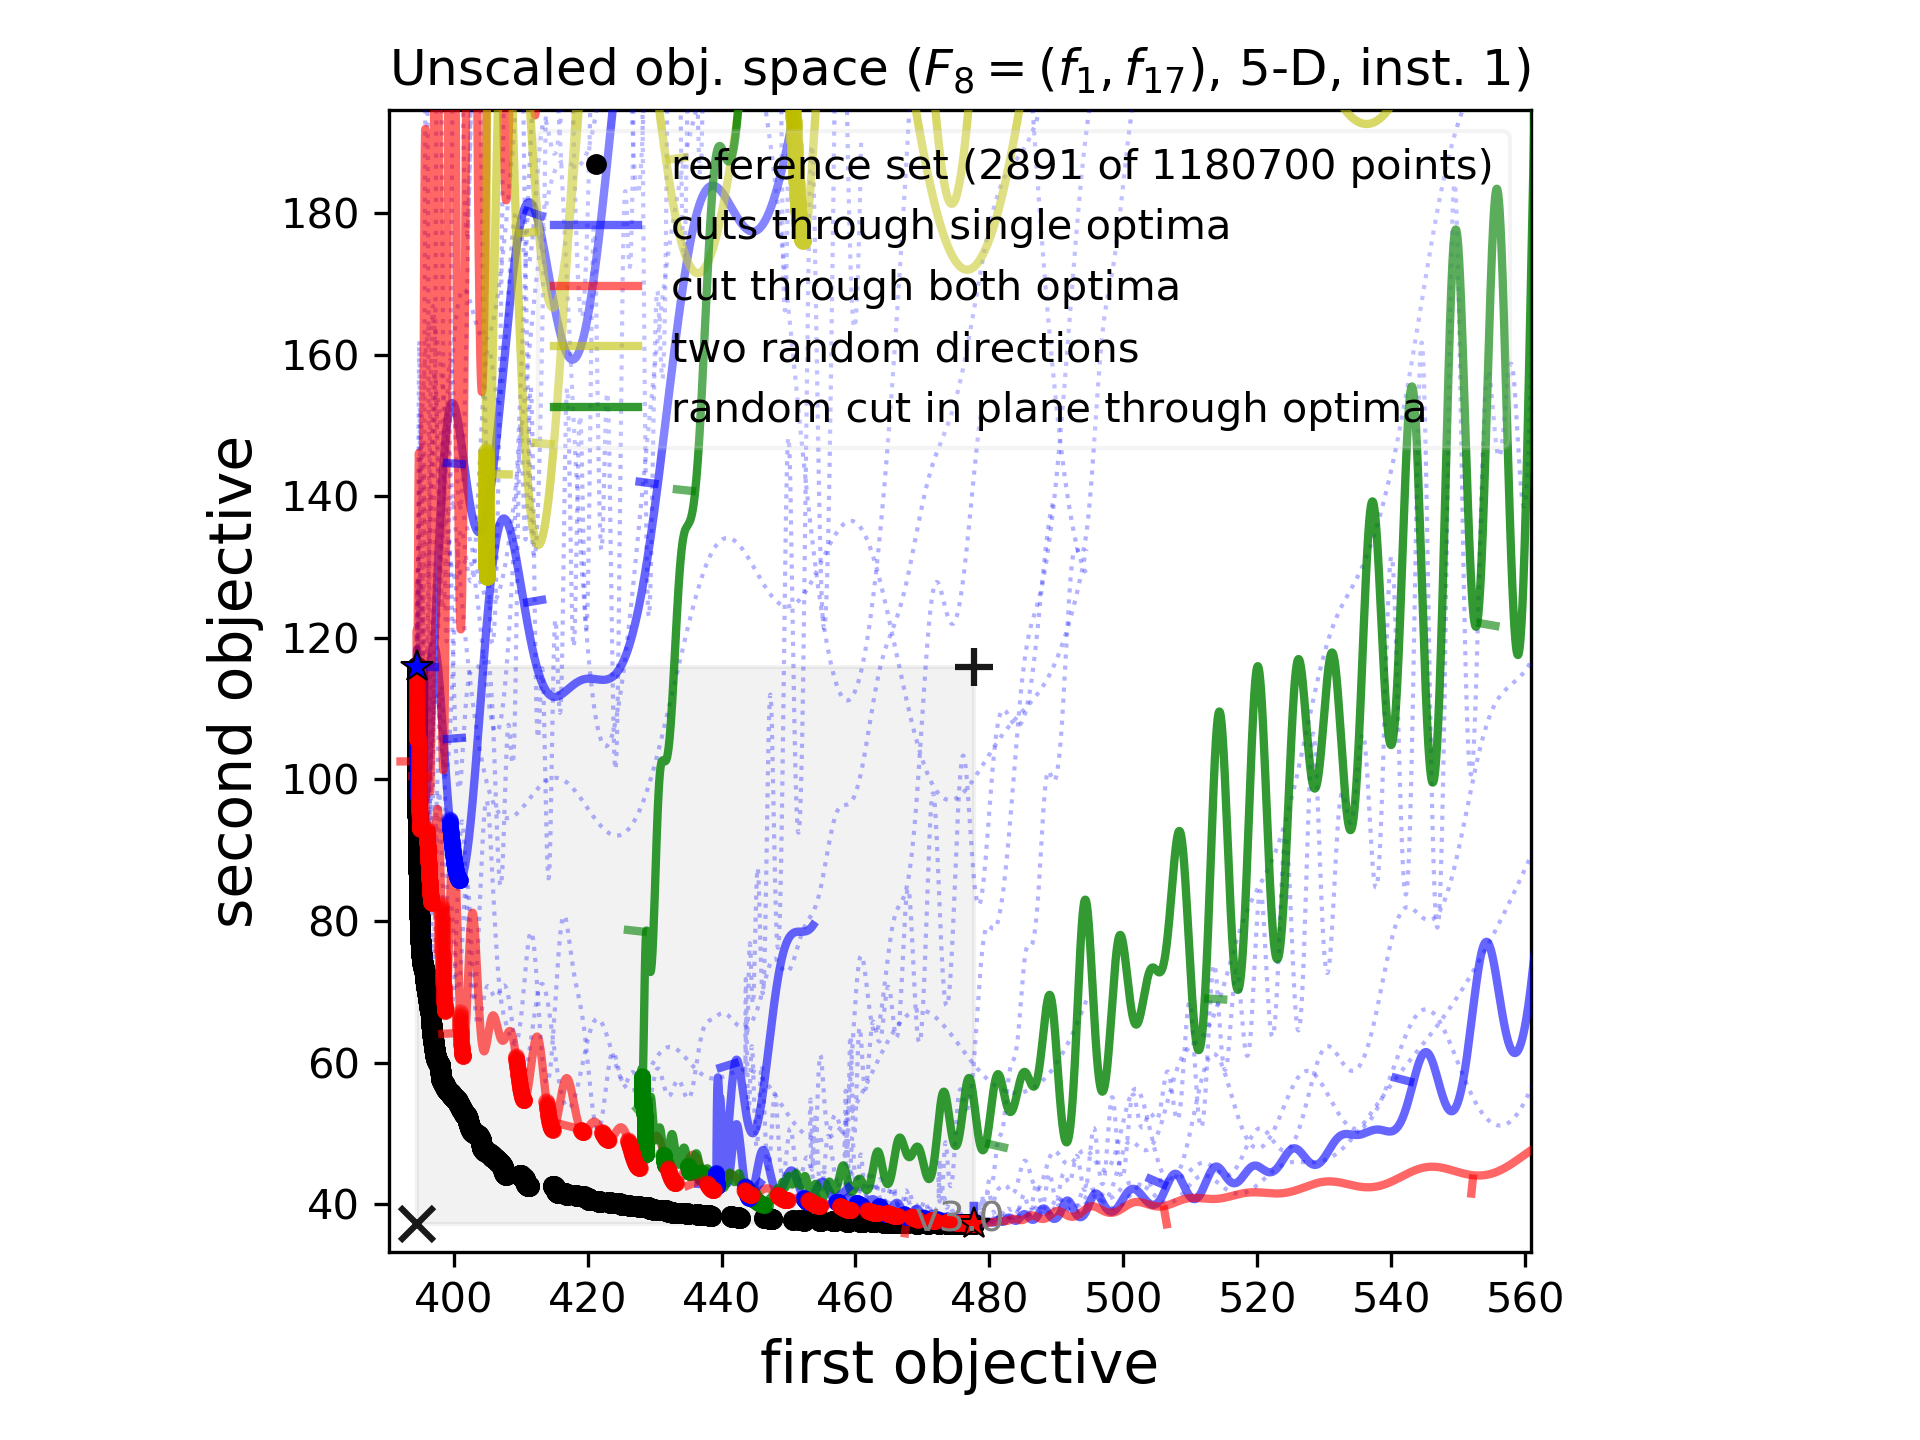 Unscaled obj. space (F₈ = (f₁, f₁₇), 5-D, inst. 1)
reference set (2891 of 1180700 points)
cuts through single optima
cut through both optima
two random directions
random cut in plane through optima
second objective
180
160
140
120
100
80
60
40
v3.0
400 420 440 460 480 500 520 540 560
first objective